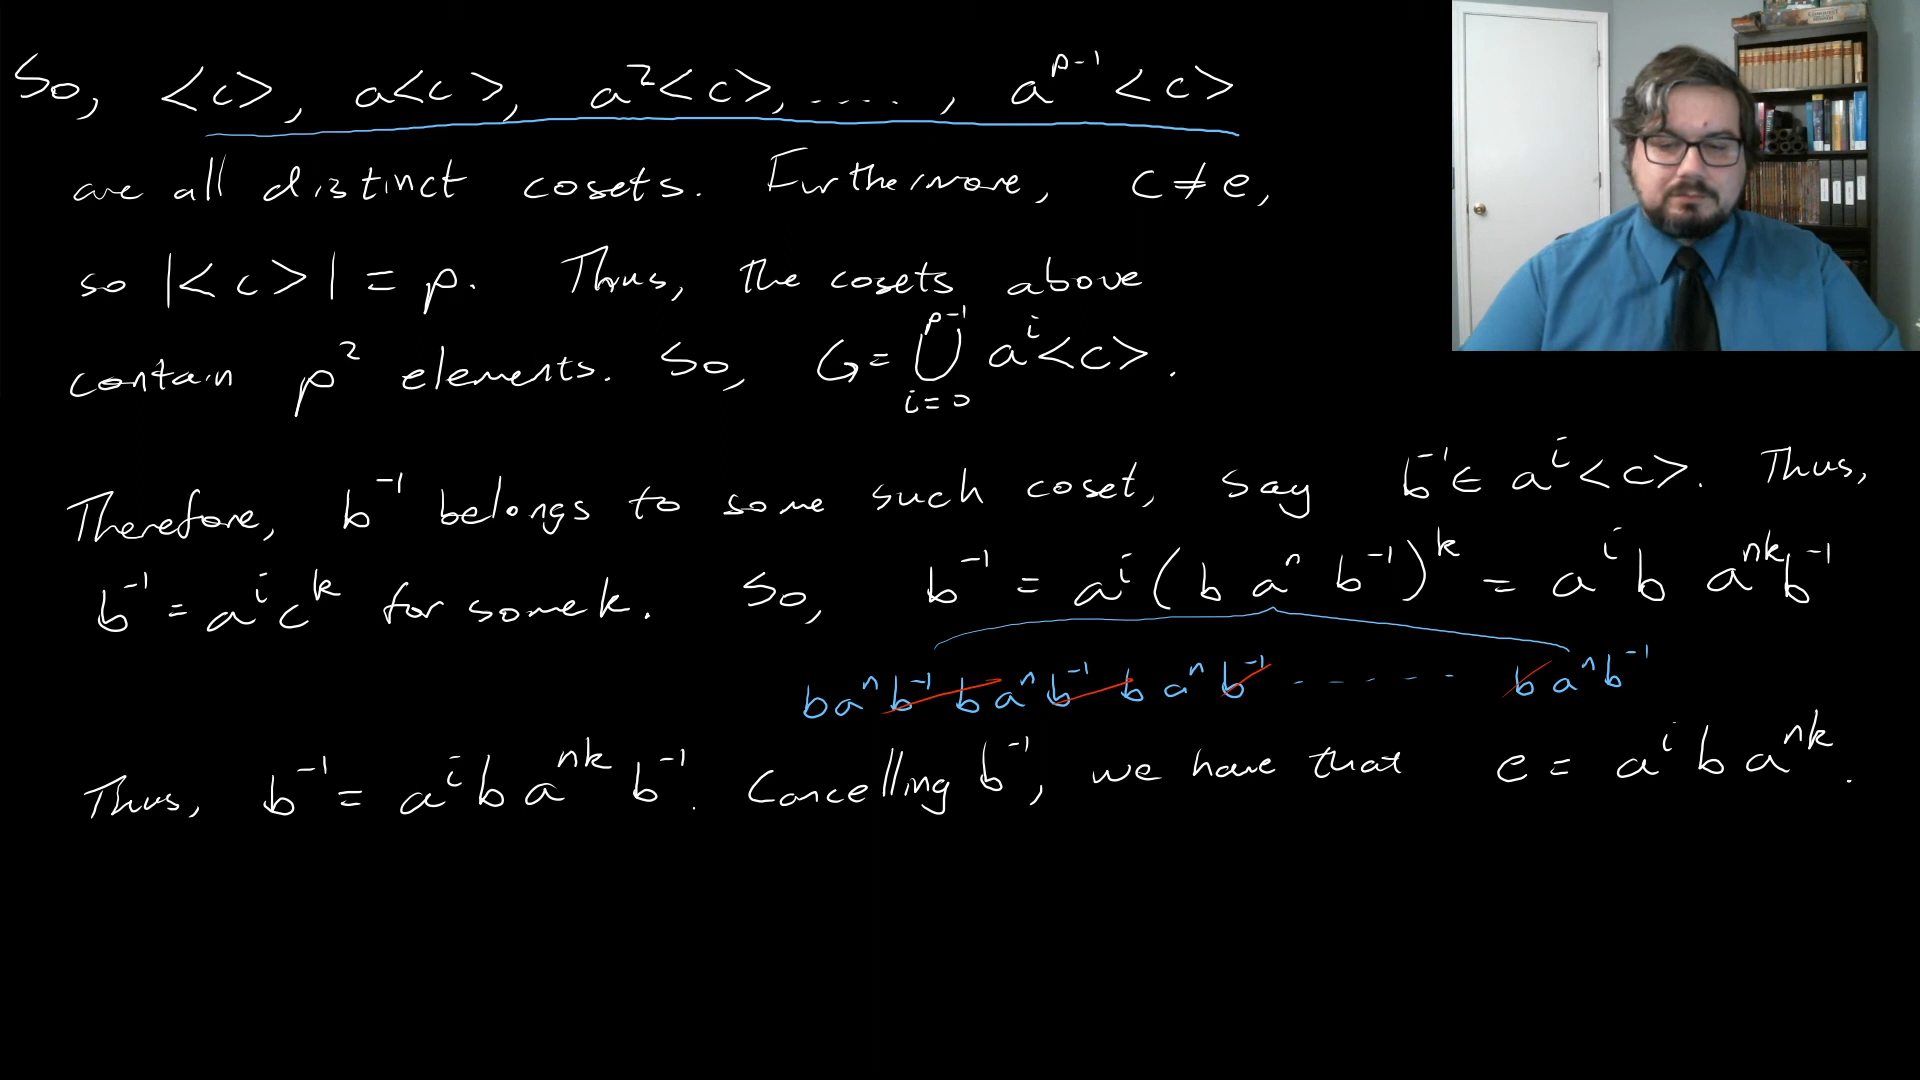 So, <c>, a<c>, a²<c>, ...., a^{p-1}<c>
are all distinct cosets. Furthermore, c ≠ e,
so |<c>| = p. Thus, the cosets above
contain p² elements. So, G = ⋃_{i=0}^{p-1} a^i<c>.
Therefore, b^{-1} belongs to some such coset, say b^{-1} ∈ a^i<c>. Thus,
b^{-1} = a^i c^k for some k. So, b^{-1} = a^i (b a^n b^{-1})^k = a^i b a^{nk} b^{-1}
b a^n b^{-1} b a^n b^{-1} b a^n b^{-1} ------ b a^n b^{-1}
Thus, b^{-1} = a^i b a^{nk} b^{-1}. Cancelling b^{-1}, we have that e = a^i b a^{nk}.